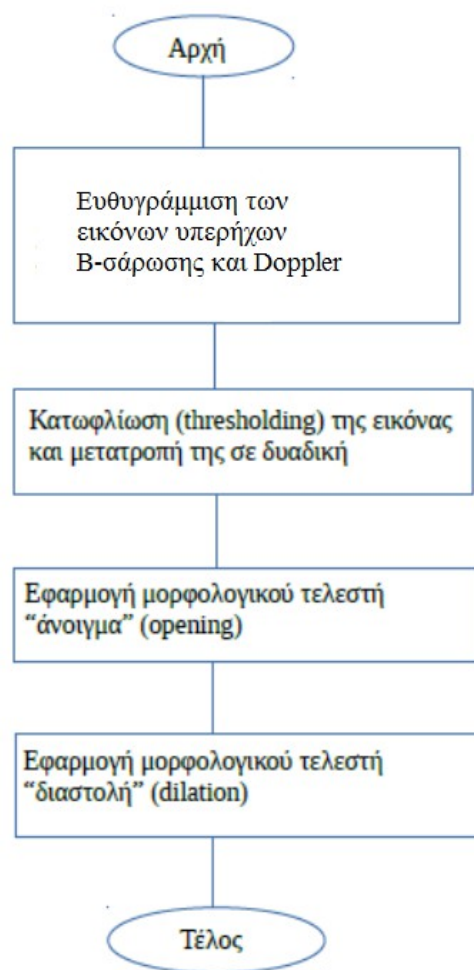 Αρχή
Ευθυγράμμιση των
εικόνων υπερήχων
Β-σάρωσης και Doppler
Κατωφλίωση (thresholding) της εικόνας
και μετατροπή της σε δυαδική
Εφαρμογή μορφολογικού τελεστή
“άνοιγμα” (opening)
Εφαρμογή μορφολογικού τελεστή
“διαστολή” (dilation)
Τέλος